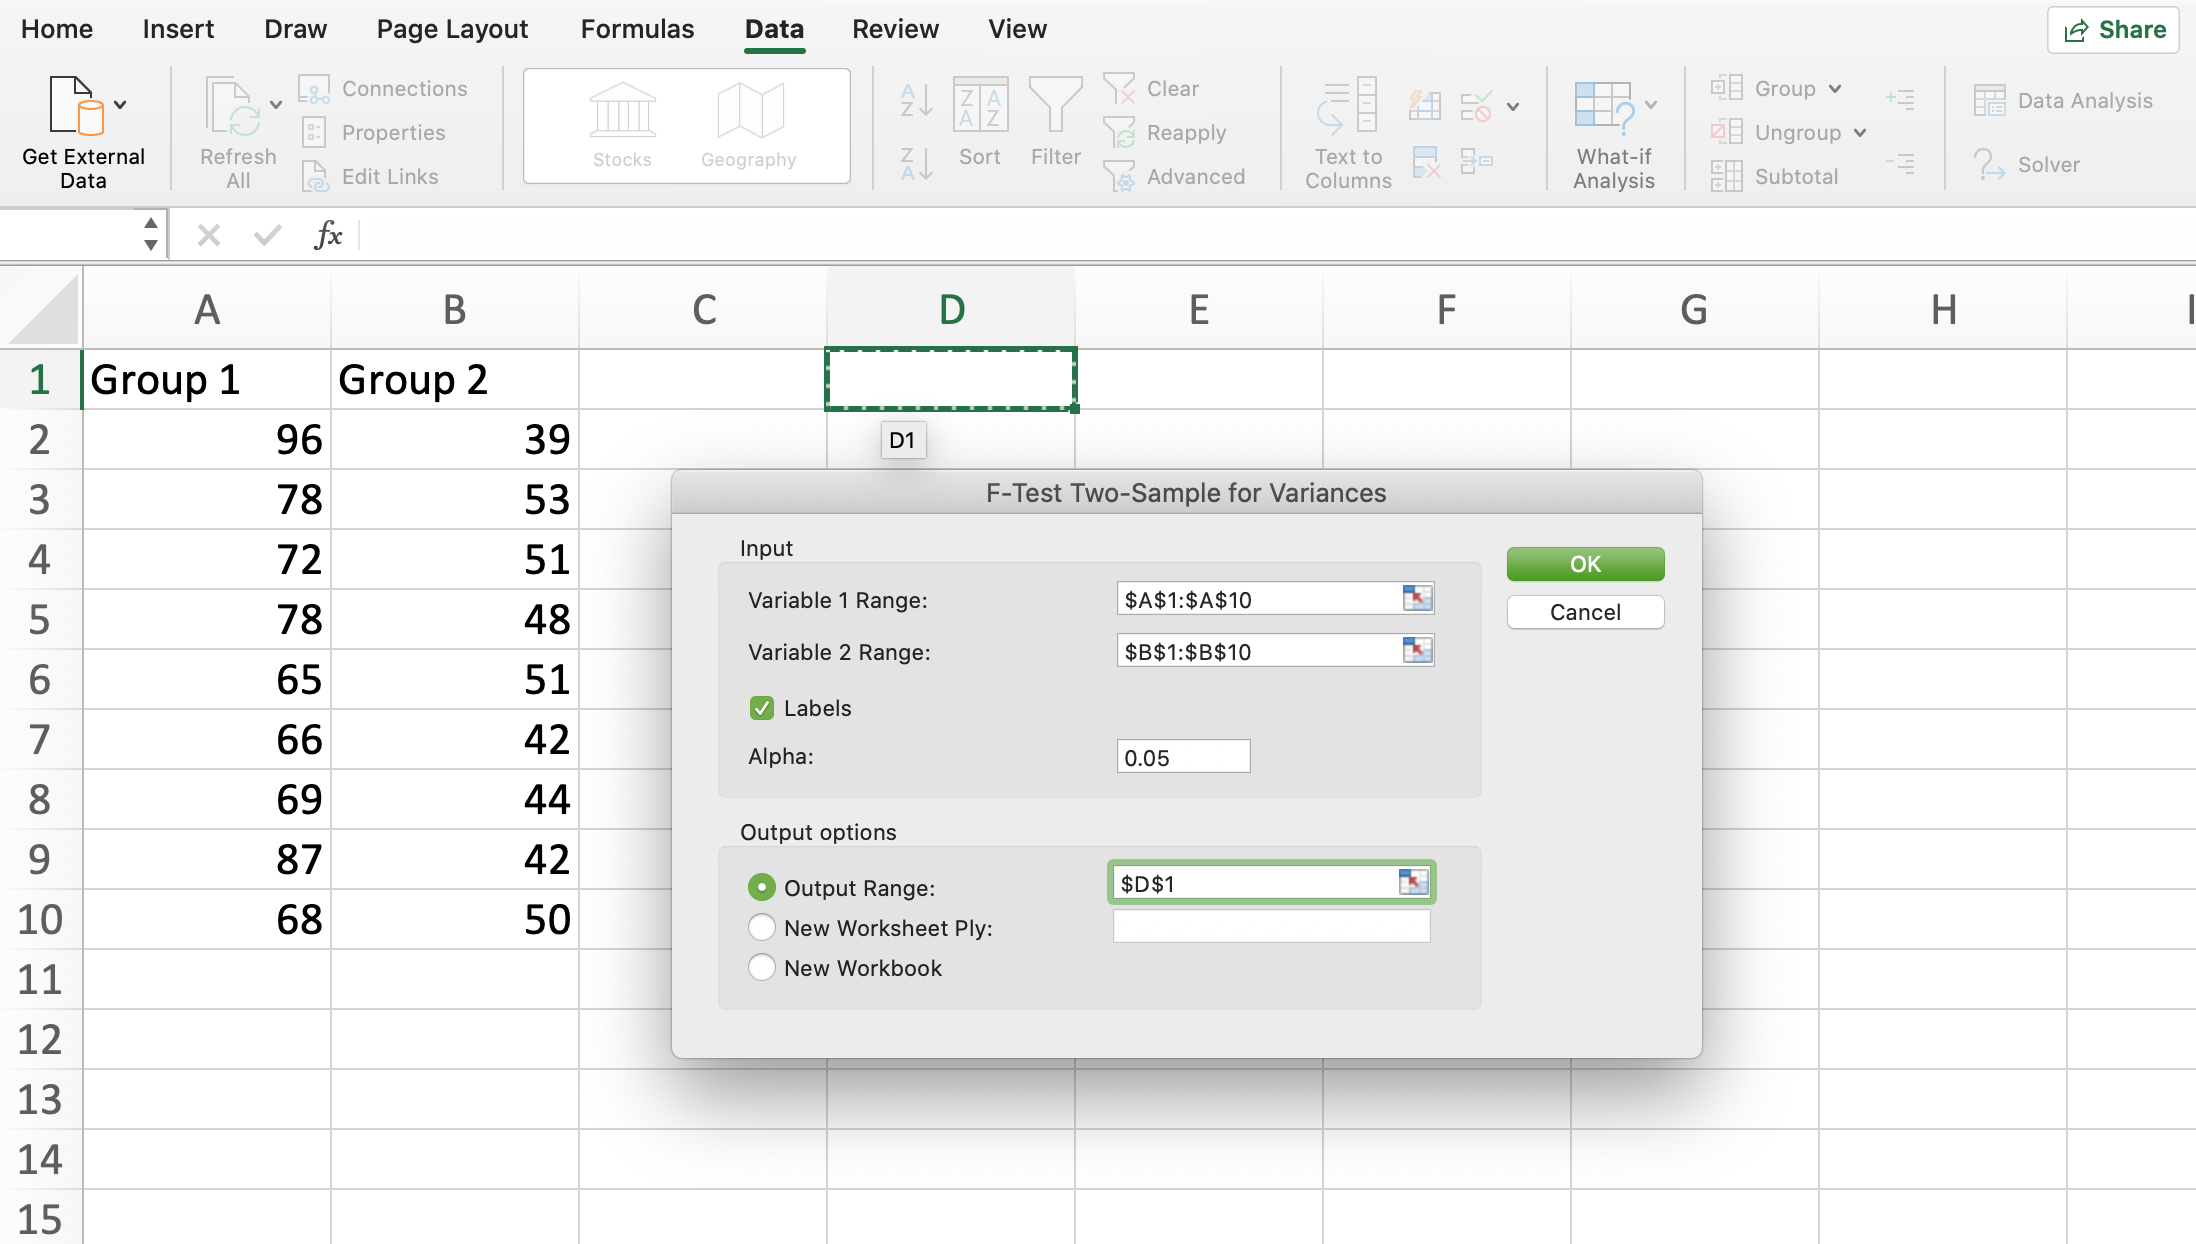 Home Insert Draw Page Layout Formulas Data Review View Share
Get External Data
Refresh All
Connections
Properties
Edit Links
Stocks
Geography
A
Z
Z
A
Z A
A Z
Sort
Filter
Clear
Reapply
Advanced
Text to Columns
What-if Analysis
Group
Ungroup
Subtotal
Data Analysis
Solver
fx
A B C D E F G H I
1 Group 1 Group 2
2 96 39
D1
3 78 53
4 72 51
5 78 48
6 65 51
7 66 42
8 69 44
9 87 42
10 68 50
11
12
13
14
15
F-Test Two-Sample for Variances
Input
Variable 1 Range: $A$1:$A$10
Variable 2 Range: $B$1:$B$10
Labels
Alpha: 0.05
OK
Cancel
Output options
Output Range: $D$1
New Worksheet Ply:
New Workbook